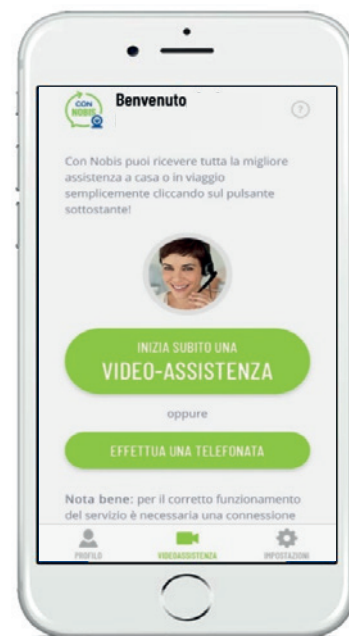 CON
NOBIS
Benvenuto
?
Con Nobis puoi ricevere tutta la migliore
assistenza a casa o in viaggio
semplicemente cliccando sul pulsante
sottostante!
INIZIA SUBITO UNA
VIDEO-ASSISTENZA
oppure
EFFETTUA UNA TELEFONATA
Nota bene: per il corretto funzionamento
del servizio è necessaria una connessione
PROFILO VIDEOASSISTENZA IMPOSTAZIONI